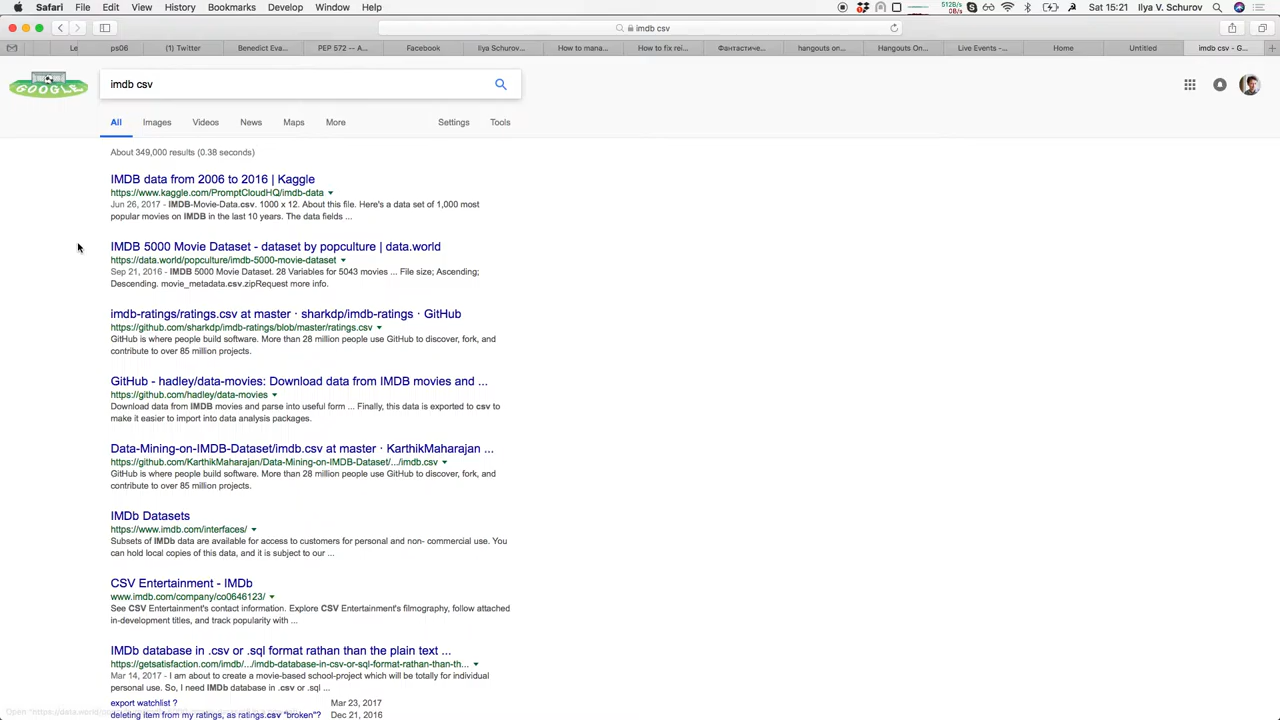 Safari File Edit View History Bookmarks Develop Window Help
Sat 15:21 Ilya V. Schurov
imdb csv
Le ps06 (1) Twitter Benedict Eva... PEP 572 -- A... Facebook Ilya Schurov... How to mana... How to fix rei... Фантастиче... hangouts on... Hangouts On... Live Events -... Home Untitled imdb csv - G...
GOOGLE
imdb csv
All Images Videos News Maps More Settings Tools
About 349,000 results (0.38 seconds)
IMDB data from 2006 to 2016 | Kaggle
https://www.kaggle.com/PromptCloudHQ/imdb-data
Jun 26, 2017 - IMDB-Movie-Data.csv. 1000 x 12. About this file. Here's a data set of 1,000 most
popular movies on IMDB in the last 10 years. The data fields ...
IMDB 5000 Movie Dataset - dataset by popculture | data.world
https://data.world/popculture/imdb-5000-movie-dataset
Sep 21, 2016 - IMDB 5000 Movie Dataset. 28 Variables for 5043 movies ... File size; Ascending;
Descending. movie_metadata.csv.zipRequest more info.
imdb-ratings/ratings.csv at master · sharkdp/imdb-ratings · GitHub
https://github.com/sharkdp/imdb-ratings/blob/master/ratings.csv
GitHub is where people build software. More than 28 million people use GitHub to discover, fork, and
contribute to over 85 million projects.
GitHub - hadley/data-movies: Download data from IMDB movies and ...
https://github.com/hadley/data-movies
Download data from IMDB movies and parse into useful form ... Finally, this data is exported to csv to
make it easier to import into data analysis packages.
Data-Mining-on-IMDB-Dataset/imdb.csv at master · KarthikMaharajan ...
https://github.com/KarthikMaharajan/Data-Mining-on-IMDB-Dataset/.../imdb.csv
GitHub is where people build software. More than 28 million people use GitHub to discover, fork, and
contribute to over 85 million projects.
IMDb Datasets
https://www.imdb.com/interfaces/
Subsets of IMDb data are available for access to customers for personal and non- commercial use. You
can hold local copies of this data, and it is subject to our ...
CSV Entertainment - IMDb
www.imdb.com/company/co0646123/
See CSV Entertainment's contact information. Explore CSV Entertainment's filmography, follow attached
in-development titles, and track popularity with ...
IMDb database in .csv or .sql format rathan than the plain text ...
https://getsatisfaction.com/imdb/.../imdb-database-in-csv-or-sql-format-rathan-than-th...
Mar 14, 2017 - I am about to create a movie-based school-project which will be totally for individual
personal use. So, I need IMDb database in .csv or .sql ...
export watchlist ? Mar 23, 2017
deleting item from my ratings, as ratings.csv "broken"? Dec 21, 2016